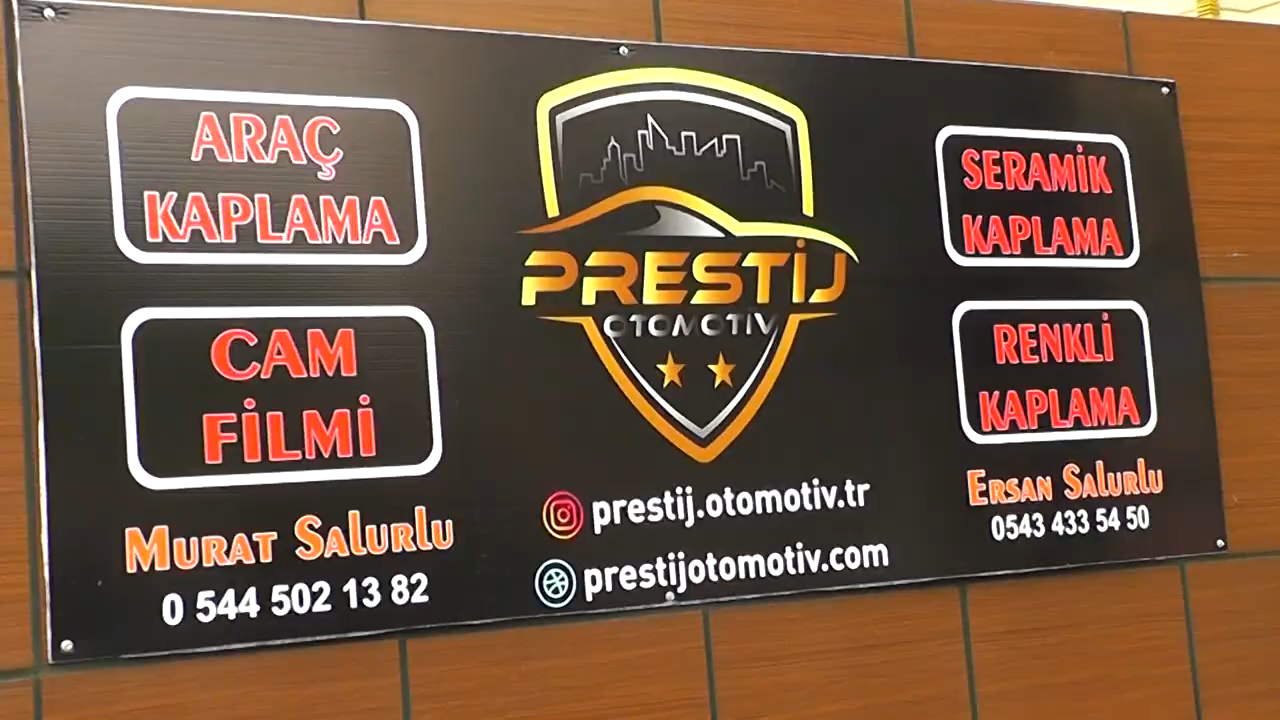 ARAÇ
KAPLAMA
CAM
FİLMİ
MURAT SALURLU
0 544 502 13 82
PRESTİJ
OTOMOTİV
prestij.otomotiv.tr
prestijotomotiv.com
SERAMİK
KAPLAMA
RENKLİ
KAPLAMA
ERSAN SALURLU
0543 433 54 50